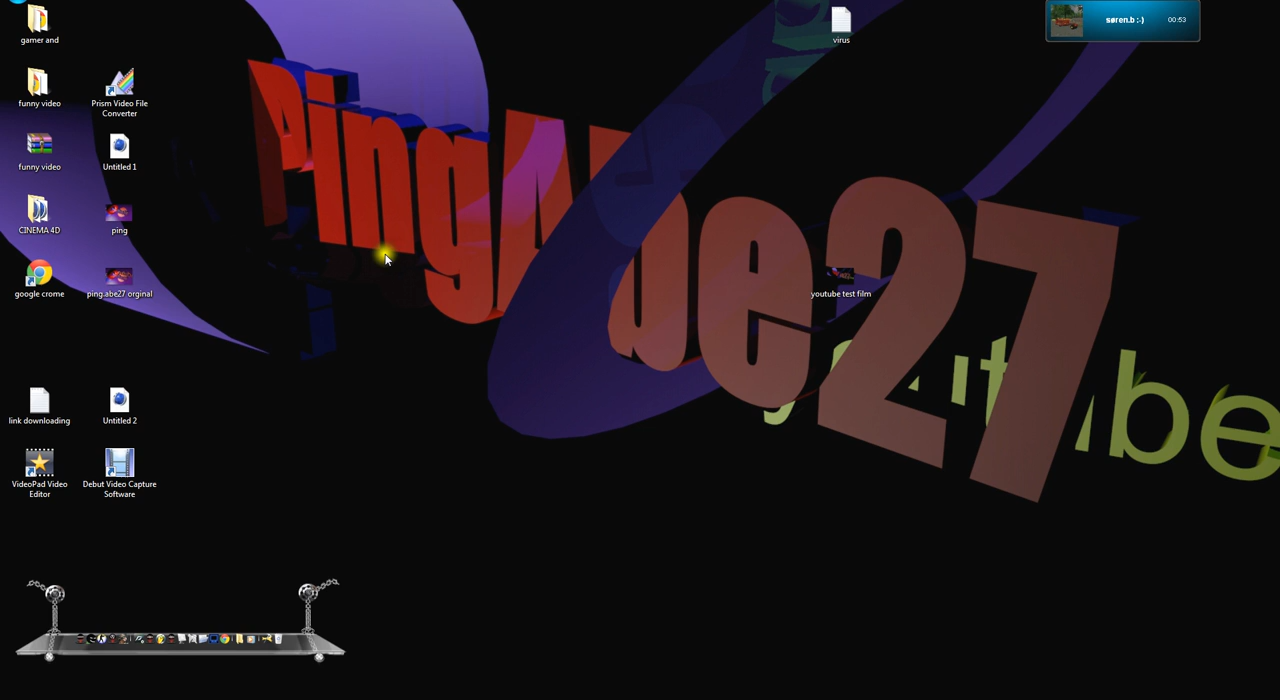 gamer and
virus
søren.b :-)
00:53
funny video
Prism Video File
Converter
funny video
Untitled 1
CINEMA 4D
ping
google crome
ping.abe27 orginal
youtube test film
PingAbe27
link downloading
Untitled 2
VideoPad Video
Editor
Debut Video Capture
Software